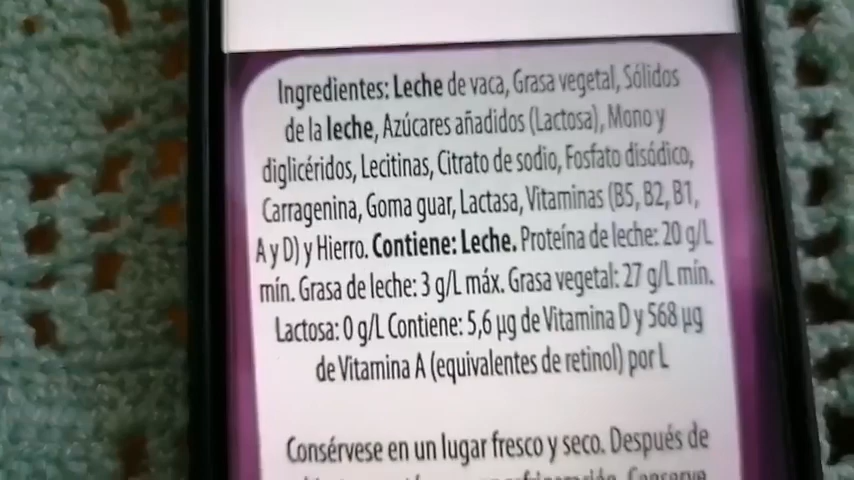 Ingredientes: Leche de vaca, Grasa vegetal, Sólidos
de la leche, Azúcares añadidos (Lactosa), Mono y
diglicéridos, Lecitinas, Citrato de sodio, Fosfato disódico,
Carragenina, Goma guar, Lactasa, Vitaminas (B5, B2, B1,
A y D) y Hierro. Contiene: Leche. Proteína de leche: 20 g/L
mín. Grasa de leche: 3 g/L máx. Grasa vegetal: 27 g/L mín.
Lactosa: 0 g/L Contiene: 5,6 µg de Vitamina D y 568 µg
de Vitamina A (equivalentes de retinol) por L
Consérvese en un lugar fresco y seco. Después de
refrigeración. Conserve